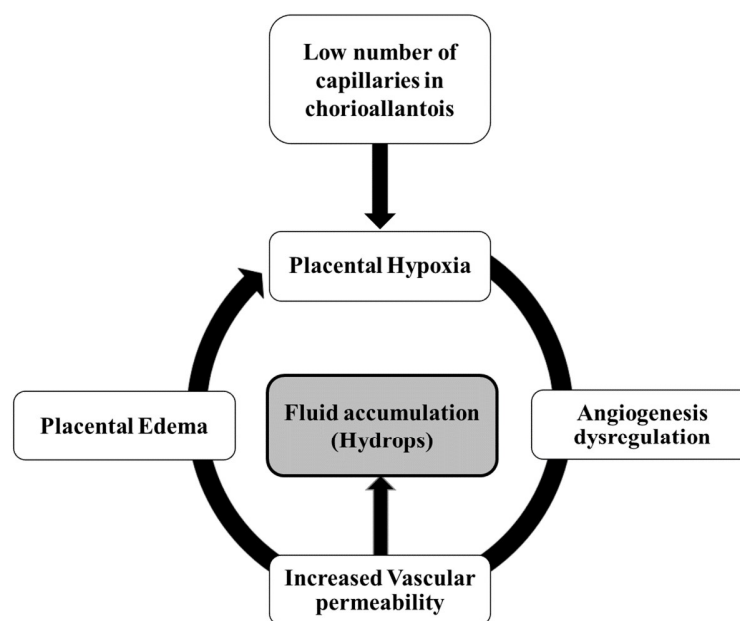 Low number of
capillaries in
chorioallantois
Placental Hypoxia
Placental Edema
Fluid accumulation
(Hydrops)
Angiogenesis
dysregulation
Increased Vascular
permeability